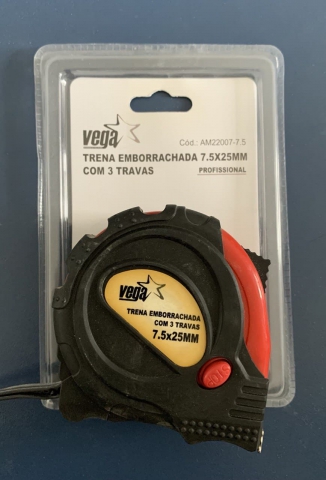 vega
Cód.: AM22007-7.5
TRENA EMBORRACHADA 7.5X25MM
COM 3 TRAVAS
PROFISSIONAL
vega
TRENA EMBORRACHADA
COM 3 TRAVAS
7.5x25MM